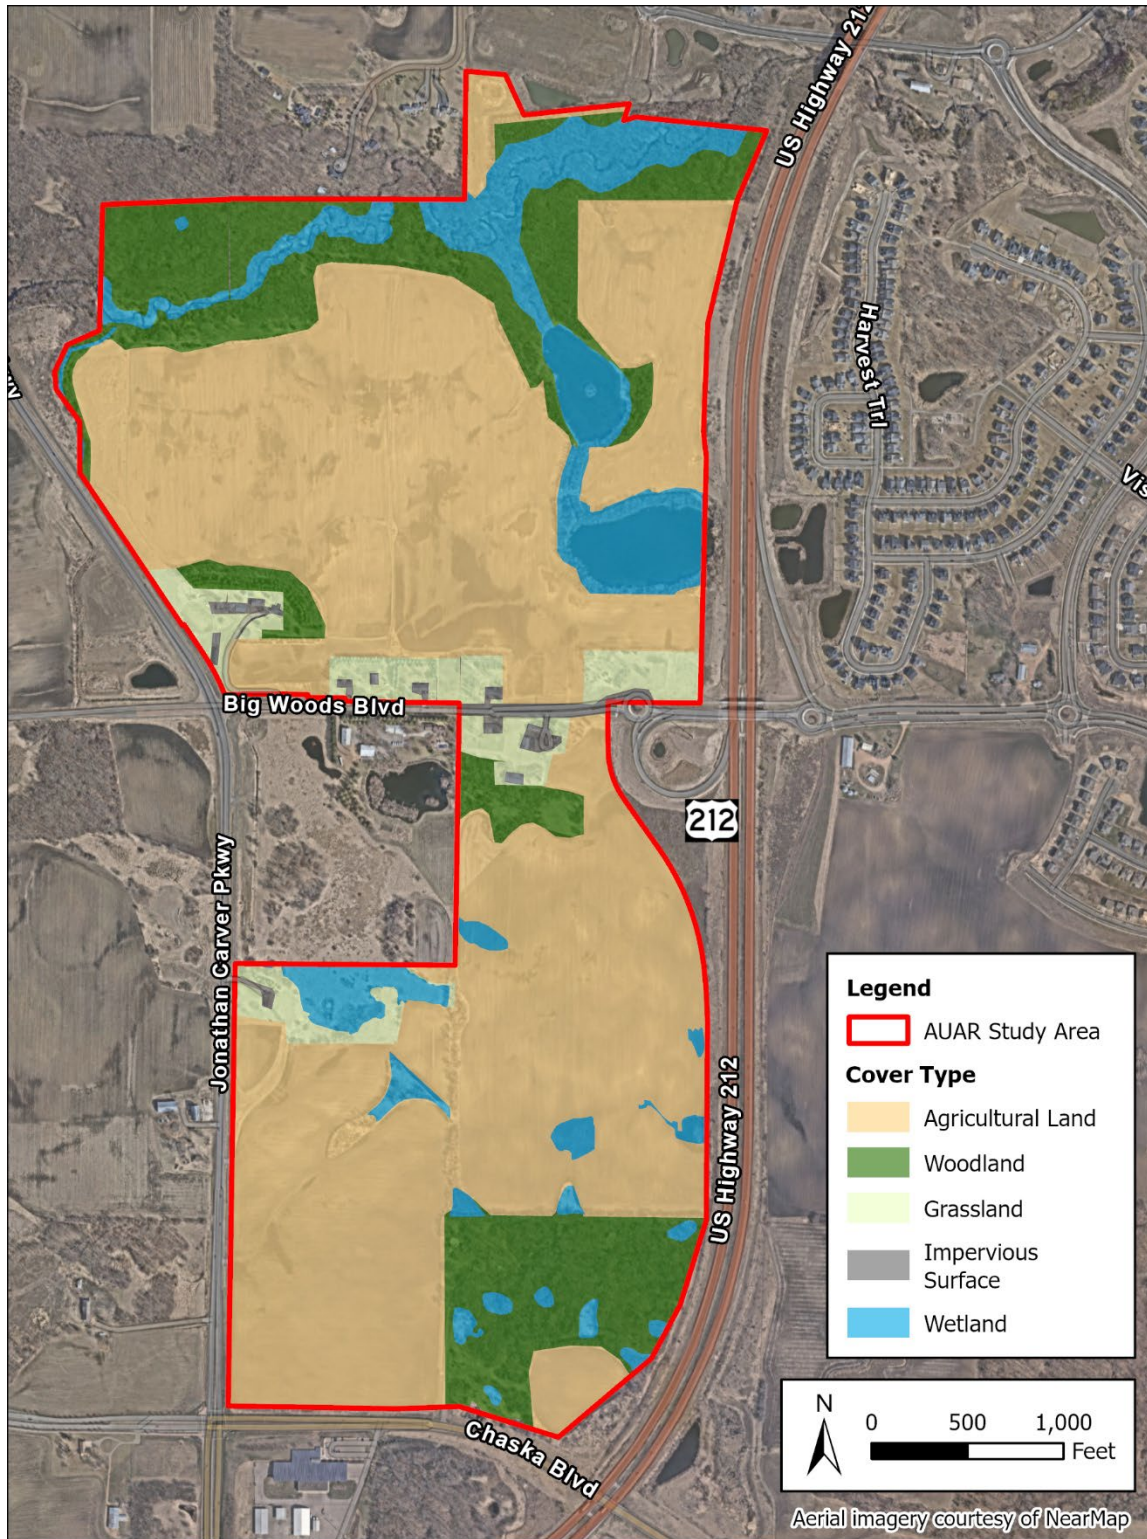 US Highway 212
Harvest Trl
Vis
wy
Big Woods Blvd
212
Jonathan Carver Pkwy
US Highway 212
Chaska Blvd
Legend
AUAR Study Area
Cover Type
Agricultural Land
Woodland
Grassland
Impervious
Surface
Wetland
N
0 500 1,000
Feet
Aerial imagery courtesy of NearMap